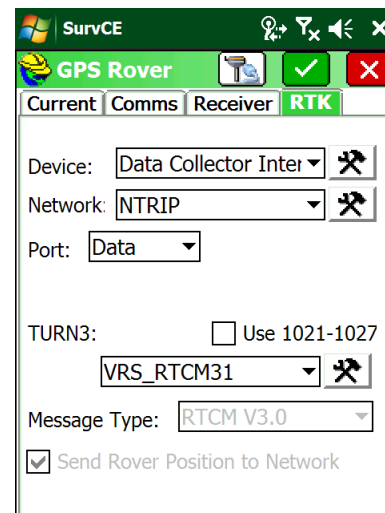 SurvCE
GPS Rover
Current Comms Receiver RTK
Device: Data Collector Inter
Network: NTRIP
Port: Data
TURN3: Use 1021-1027
VRS_RTCM31
Message Type: RTCM V3.0
Send Rover Position to Network